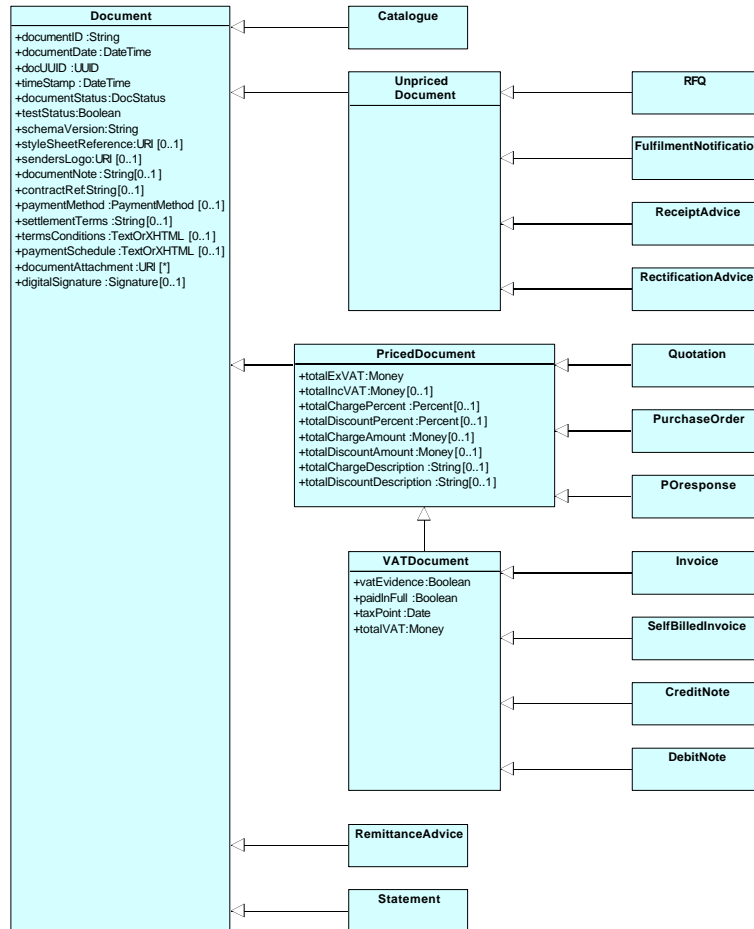 Document
+documentID :String
+documentDate :DateTime
+docUUID :UUID
+timeStamp :DateTime
+documentStatus:DocStatus
+testStatus:Boolean
+schemaVersion:String
+styleSheetReference:URI [0..1]
+sendersLogo:URI [0..1]
+documentNote :String[0..1]
+contractRef:String[0..1]
+paymentMethod :PaymentMethod [0..1]
+settlementTerms :String[0..1]
+termsConditions :TextOrXHTML [0..1]
+paymentSchedule :TextOrXHTML [0..1]
+documentAttachment :URI [*]
+digitalSignature :Signature[0..1]
Catalogue
Unpriced
Document
RFQ
FulfilmentNotificatio
ReceiptAdvice
RectificationAdvice
PricedDocument
+totalExVAT:Money
+totalIncVAT:Money[0..1]
+totalChargePercent :Percent[0..1]
+totalDiscountPercent :Percent[0..1]
+totalChargeAmount :Money[0..1]
+totalDiscountAmount :Money[0..1]
+totalChargeDescription :String[0..1]
+totalDiscountDescription :String[0..1]
Quotation
PurchaseOrder
POresponse
VATDocument
+vatEvidence:Boolean
+paidInFull :Boolean
+taxPoint :Date
+totalVAT:Money
Invoice
SelfBilledInvoice
CreditNote
DebitNote
RemittanceAdvice
Statement